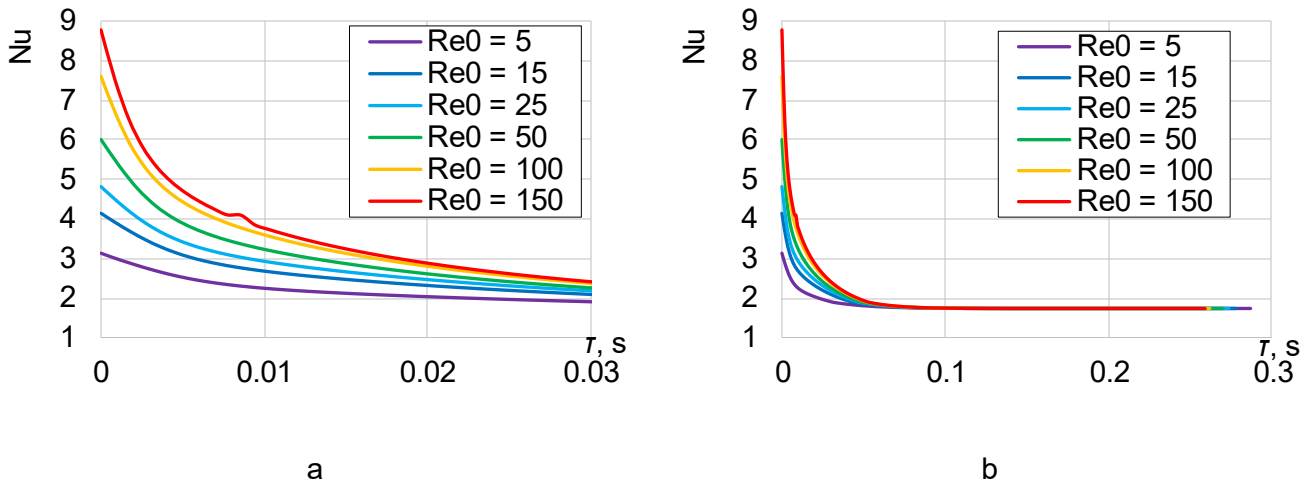 Nu
9
8
7
6
5
4
3
2
1
0
0.01
0.02
0.03
τ, s
Re0 = 5
Re0 = 15
Re0 = 25
Re0 = 50
Re0 = 100
Re0 = 150
a
Nu
9
8
7
6
5
4
3
2
1
0
0.1
0.2
0.3
τ, s
Re0 = 5
Re0 = 15
Re0 = 25
Re0 = 50
Re0 = 100
Re0 = 150
b